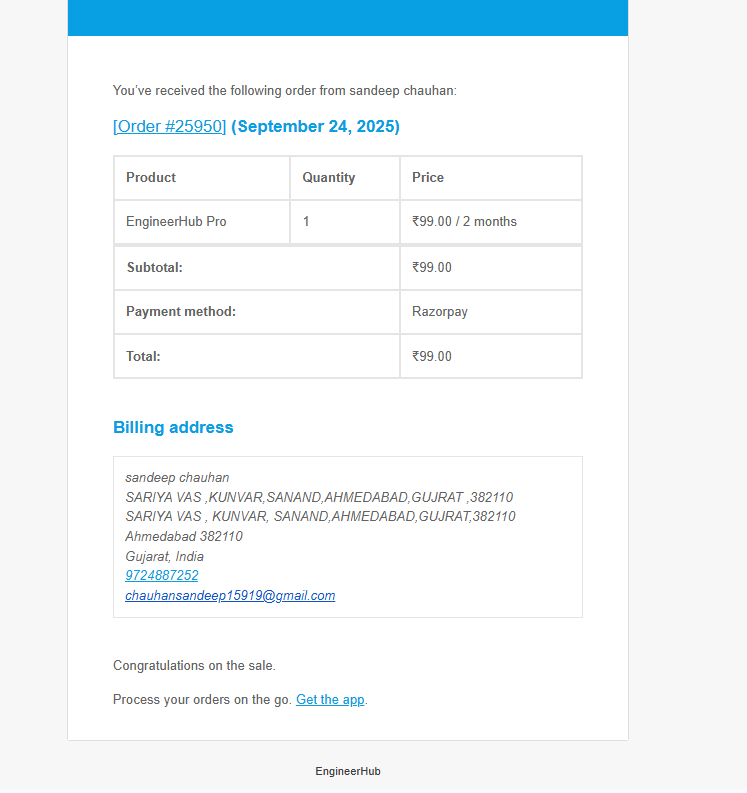 You've received the following order from sandeep chauhan:
[Order #25950] (September 24, 2025)
Product Quantity Price
EngineerHub Pro 1 ₹99.00 / 2 months
Subtotal: ₹99.00
Payment method: Razorpay
Total: ₹99.00
Billing address
sandeep chauhan
SARIYA VAS ,KUNVAR,SANAND,AHMEDABAD,GUJRAT ,382110
SARIYA VAS , KUNVAR, SANAND,AHMEDABAD,GUJRAT,382110
Ahmedabad 382110
Gujarat, India
9724887252
chauhansandeep15919@gmail.com
Congratulations on the sale.
Process your orders on the go. Get the app.
EngineerHub